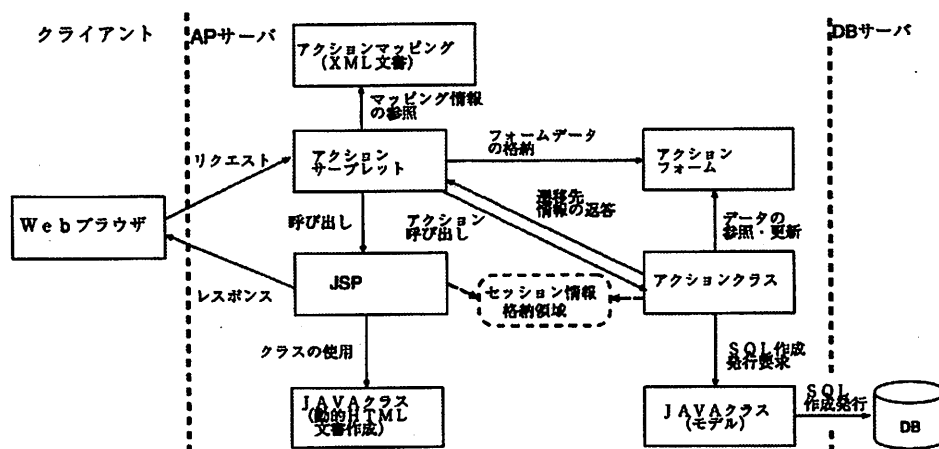 クライアント
APサーバ
DBサーバ
アクションマッピング
(XML文書)
マッピング情報
の参照
リクエスト
アクション
サーブレット
フォームデータ
の格納
アクション
フォーム
Webブラウザ
呼び出し
アクション
呼び出し
遷移先
情報の返答
データの
参照・更新
レスポンス
JSP
セッション情報
格納領域
アクションクラス
クラスの使用
SQL作成
発行要求
JAVAクラス
(動的HTML
文書作成)
JAVAクラス
(モデル)
SQL
作成発行
DB